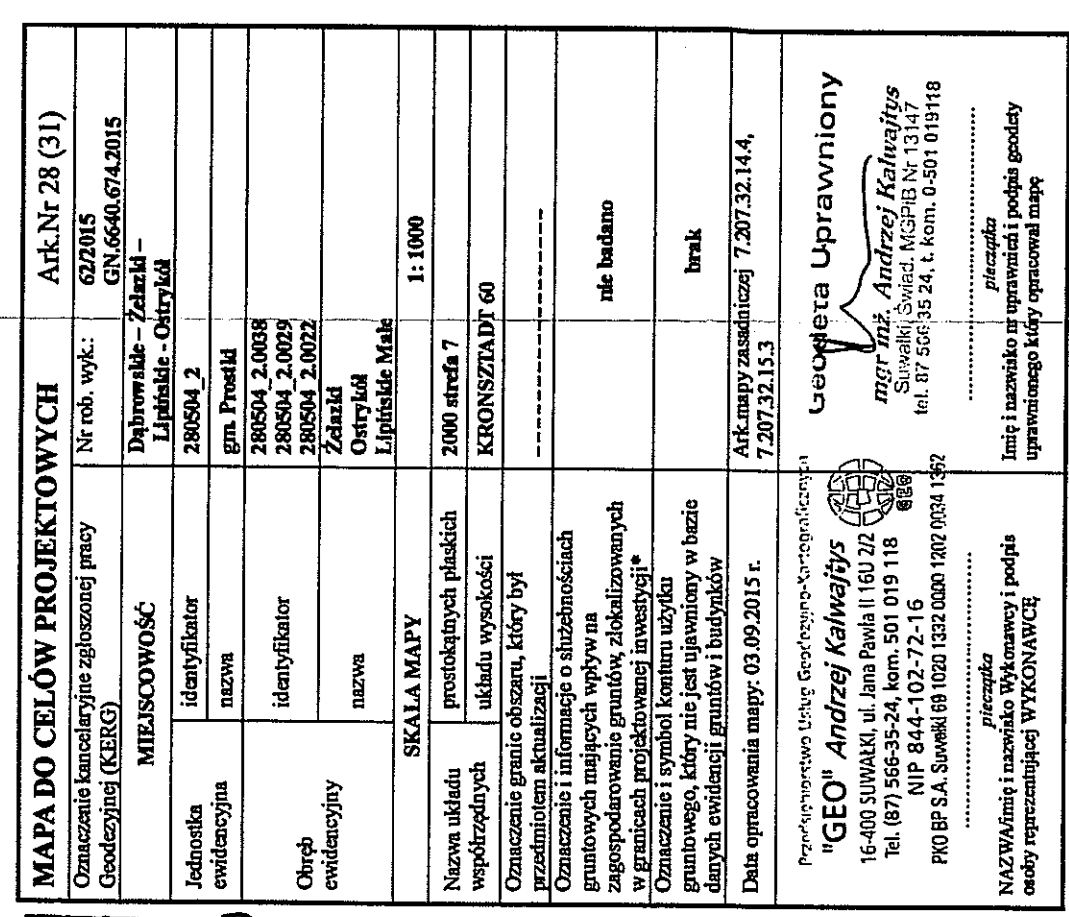 MAPA DO CELÓW PROJEKTOWYCH Ark.Nr 28 (31)
Oznaczenie kancelaryjne zgłoszonej pracy
Geodezyjnej (KERG)
Nr rob. wyk.:
62/2015
GN.6640.674.2015
MIEJSCOWOŚĆ
Dąbrowskie – Żelazki –
Lipińskie - Ostrykół
Jednostka
ewidencyjna
identyfikator
280504_2
nazwa
gm. Prostki
Obręb
ewidencyjny
identyfikator
280504_2.0038
280504_2.0029
280504_2.0022
nazwa
Żelazki
Ostrykół
Lipińskie Małe
SKALA MAPY
1:1000
Nazwa układu
współrzędnych
prostokątnych płaskich
2000 strefa 7
układu wysokości
KRONSZTADT 60
Oznaczenie granic obszaru, który był
przedmiotem aktualizacji
---------------
Oznaczenie i informacje o służebnościach
gruntowych mających wpływ na
zagospodarowanie gruntów, zlokalizowanych
w granicach projektowanej inwestycji*
nie badano
Oznaczenie i symbol konturu użytku
gruntowego, który nie jest ujawniony w bazie
danych ewidencji gruntów i budynków
brak
Data opracowania mapy: 03.09.2015 r.
Ark.mapy zasadniczej 7.207.32.14.4,
7.207.32.15.3
Przedsiębiorstwo Usług Geodezyjno-Kartograficznych
"GEO" Andrzej Kalwajtys
16-400 SUWAŁKI, ul. Jana Pawła II 16U 2/2
Tel. (87) 566-35-24, kom. 501 019 118
NIP 844-102-72-16
PKO BP S.A. Suwałki 69 1020 1332 0000 1202 0034 1362
GEO
pieczątka
NAZWA/imię i nazwisko Wykonawcy i podpis
osoby reprezentującej WYKONAWCĘ
Geodeta Uprawniony
mgr inż. Andrzej Kalwajtys
Suwałki, Świad. MGPiB Nr 13147
tel. 87 566 35 24, t. kom. 0-501 019118
pieczątka
Imię i nazwisko nr uprawnień i podpis geodety
uprawnionego który opracował mapę